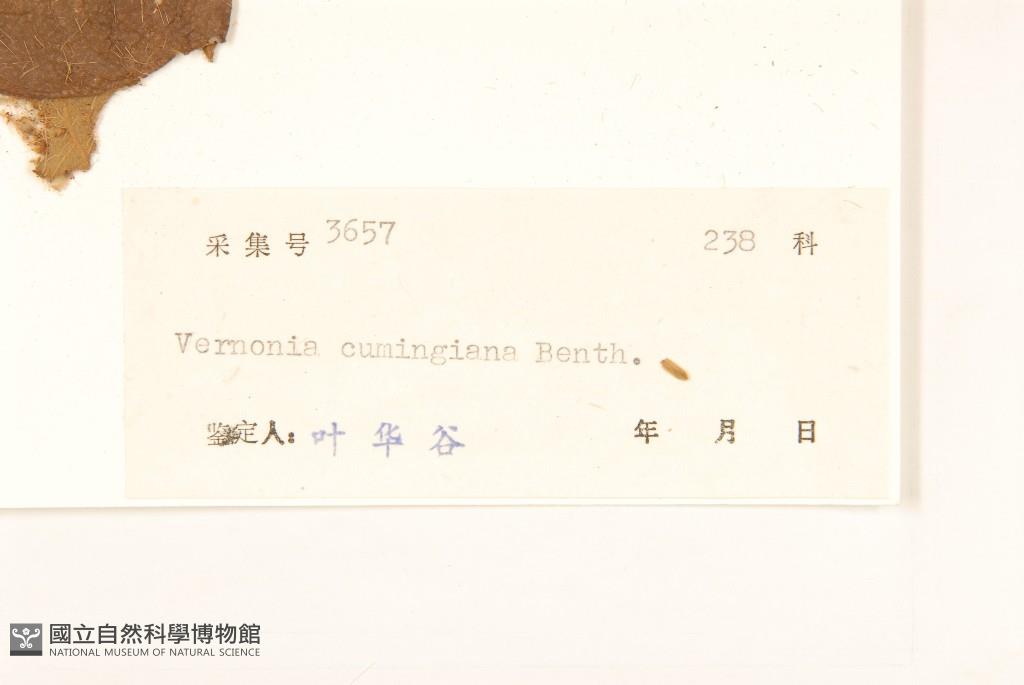 采集号 3657 238 科
Vernonia cumingiana Benth.
鉴定人: 叶华谷 年 月 日
國立自然科學博物館
NATIONAL MUSEUM OF NATURAL SCIENCE